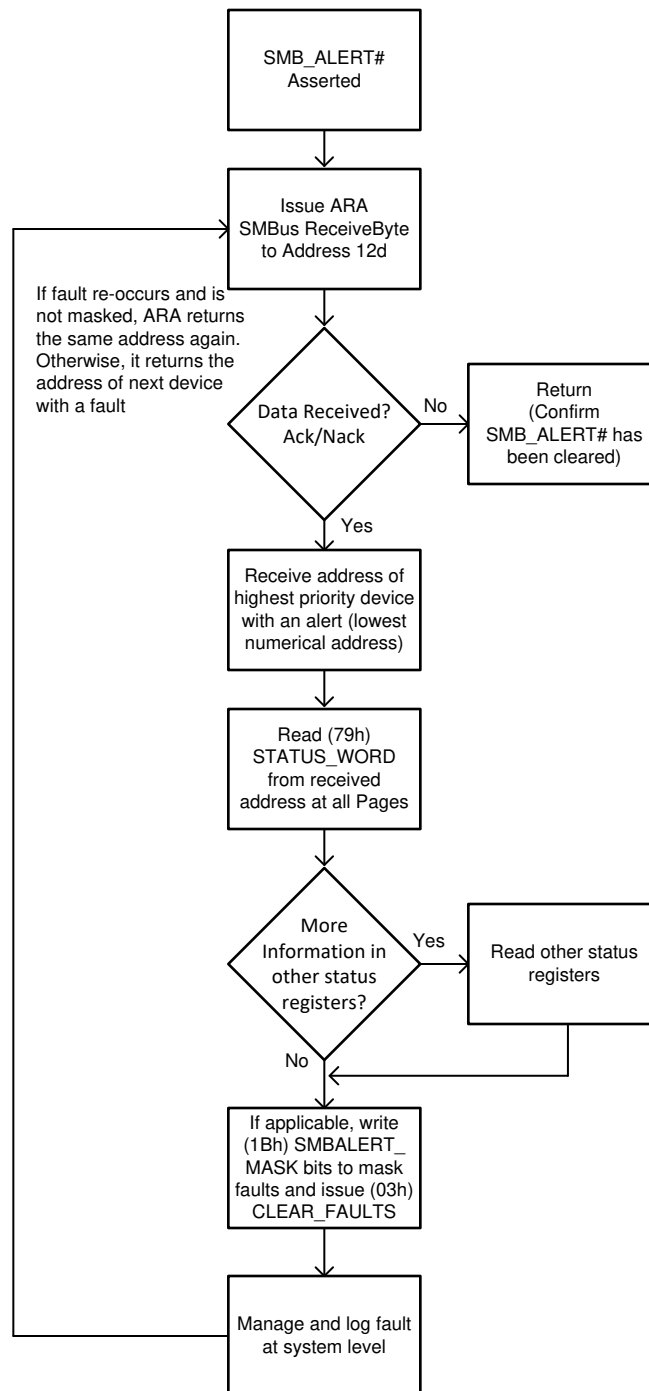 SMB_ALERT#
Asserted
Issue ARA
SMBus ReceiveByte
to Address 12d
If fault re-occurs and is
not masked, ARA returns
the same address again.
Otherwise, it returns the
address of next device
with a fault
Data Received?
Ack/Nack
No
Return
(Confirm
SMB_ALERT# has
been cleared)
Yes
Receive address of
highest priority device
with an alert (lowest
numerical address)
Read (79h)
STATUS_WORD
from received
address at all Pages
More
Information in
other status
registers?
Yes
Read other status
registers
No
If applicable, write
(1Bh) SMBALERT_
MASK bits to mask
faults and issue (03h)
CLEAR_FAULTS
Manage and log fault
at system level